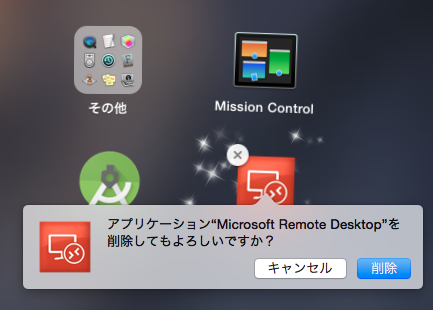 その他
Mission Control
アプリケーション“Microsoft Remote Desktop”を
削除してもよろしいですか？
キャンセル
削除